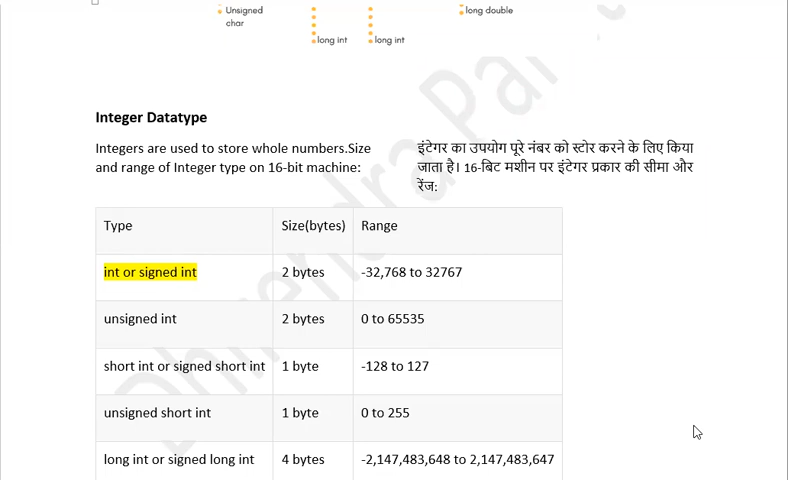 Unsigned
char
long int
long int
long double
Integer Datatype
Integers are used to store whole numbers.Size
and range of Integer type on 16-bit machine:
इंटेगर का उपयोग पूरे नंबर को स्टोर करने के लिए किया
जाता है। 16-बिट मशीन पर इंटेगर प्रकार की सीमा और
रेंज:
Type Size(bytes) Range
int or signed int 2 bytes -32,768 to 32767
unsigned int 2 bytes 0 to 65535
short int or signed short int 1 byte -128 to 127
unsigned short int 1 byte 0 to 255
long int or signed long int 4 bytes -2,147,483,648 to 2,147,483,647